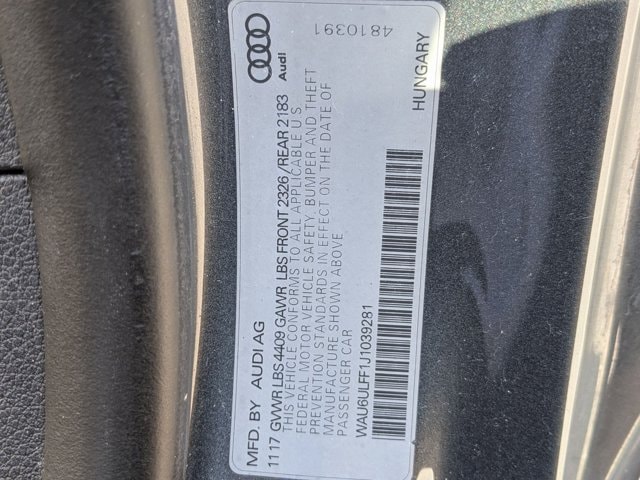 MFD. BY AUDI AG
1117 GVWR LBS 4409 GAWR LBS FRONT 2326/REAR 2183
THIS VEHICLE CONFORMS TO ALL APPLICABLE U S
FEDERAL MOTOR VEHICLE SAFETY, BUMPER AND THEFT
PREVENTION STANDARDS IN EFFECT ON THE DATE OF
MANUFACTURE SHOWN ABOVE
PASSENGER CAR
WAU6ULFF1J1039281
Audi
4810391
HUNGARY